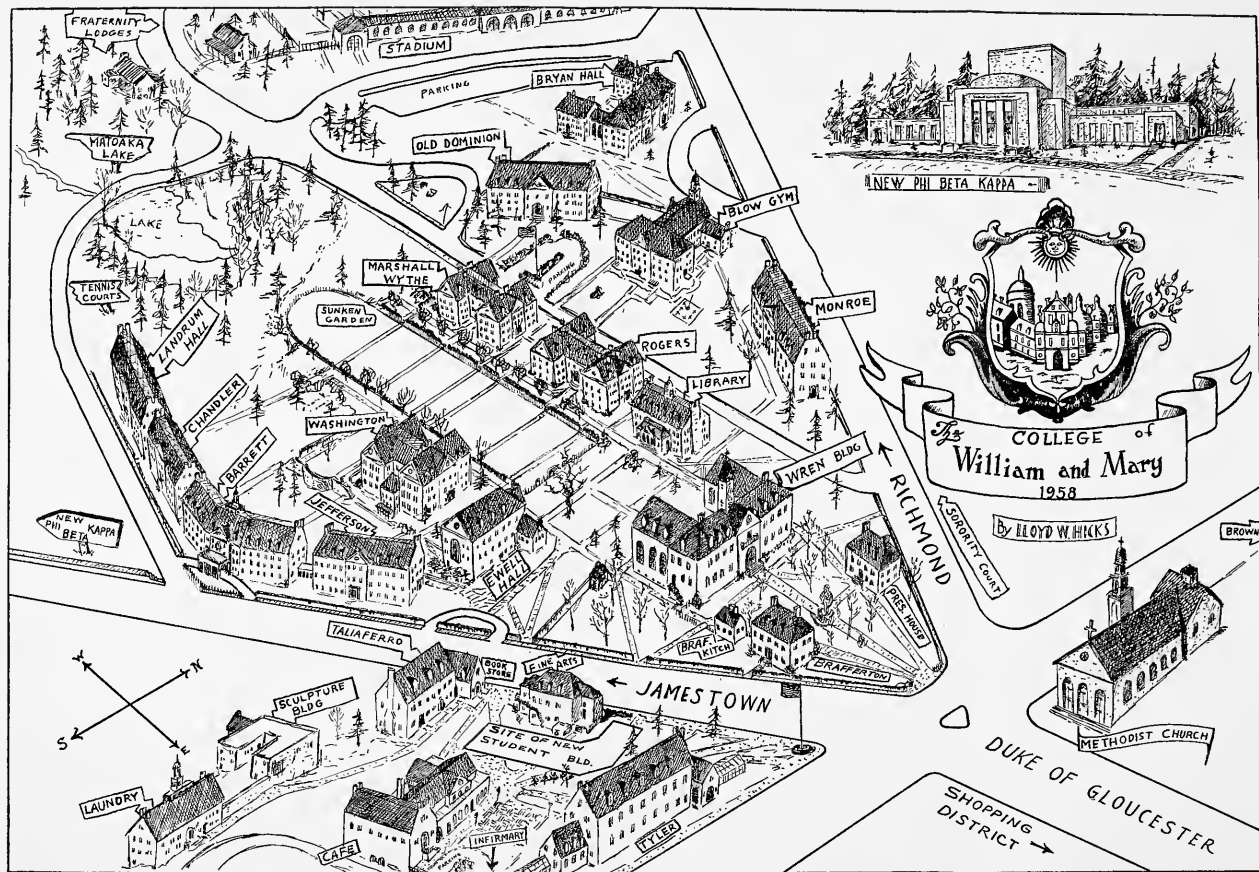 FRATERNITY
LODGES
STADIUM
PARKING
BRYAN HALL
MATOAKA
LAKE
OLD DOMINION
NEW PHI BETA KAPPA
LAKE
BLOW GYM
TENNIS
COURTS
MARSHALL
WYTHE
PARKING
SUNKEN
GARDEN
MONROE
LANDRUM
HALL
ROGERS
LIBRARY
CHANDLER
WASHINGTON
The
COLLEGE of
William and Mary
1958
BARRETT
WREN BLDG
RICHMOND
SORORITY COURT
By LLOYD W. HICKS
BROWN
NEW
PHI KAPPA
BETA
JEFFERSON
EWELL
HALL
PRES. HOUSE
TALIAFERRO
BRAF.
KITCH
BRAFFERTON
BOOK
STORE
FINE ARTS
JAMESTOWN
W
N
S
E
SCULPTURE
BLDG
SITE OF NEW
STUDENT BLD.
METHODIST CHURCH
DUKE OF GLOUCESTER
LAUNDRY
SHOPPING
DISTRICT
CAFE
PARKING
INFIRMARY
TYLER